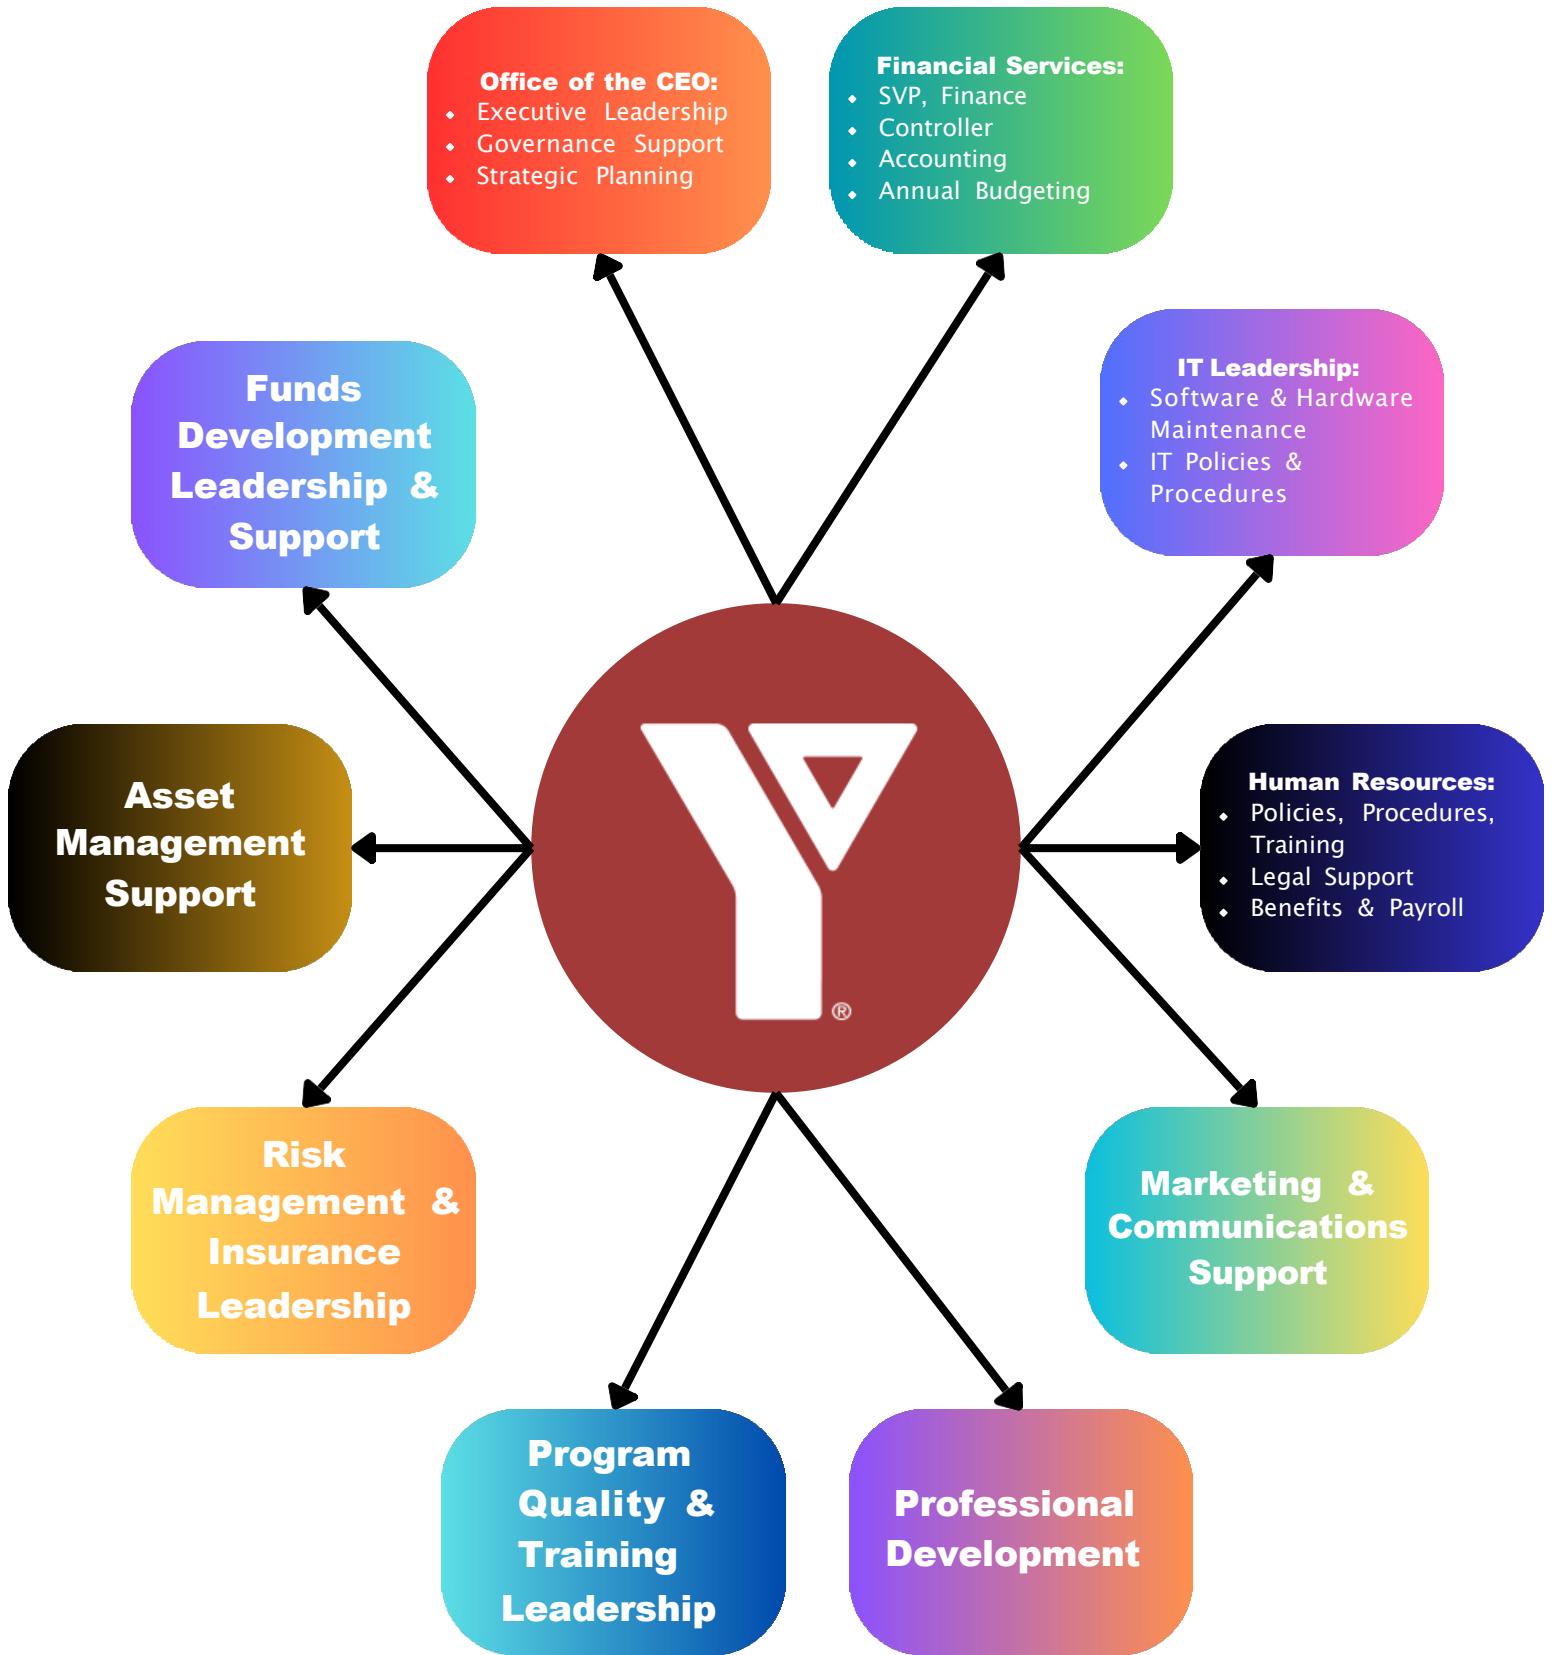 Office of the CEO:
Executive Leadership
Governance Support
Strategic Planning
Financial Services:
SVP, Finance
Controller
Accounting
Annual Budgeting
Funds
Development
Leadership &
Support
IT Leadership:
Software & Hardware
Maintenance
IT Policies &
Procedures
Asset
Management
Support
Y
®
Human Resources:
Policies, Procedures,
Training
Legal Support
Benefits & Payroll
Risk
Management &
Insurance
Leadership
Marketing &
Communications
Support
Program
Quality &
Training
Leadership
Professional
Development